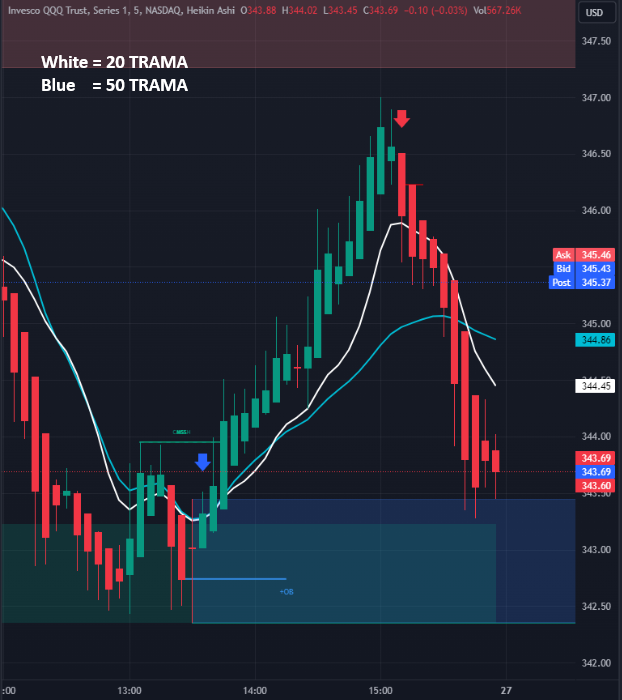 Invesco QQQ Trust, Series 1, 5, NASDAQ, Heikin Ashi O343.88 H344.02 L343.45 C343.69 −0.10 (−0.03%) Vol567.26K
USD
347.50
White = 20 TRAMA
Blue = 50 TRAMA
347.00
346.50
346.00
Ask 345.46
Bid 345.43
Post 345.37
345.00
344.86
344.45
344.00
343.69
343.69
343.60
343.00
+OB
342.50
342.00
:00 13:00 14:00 15:00 27